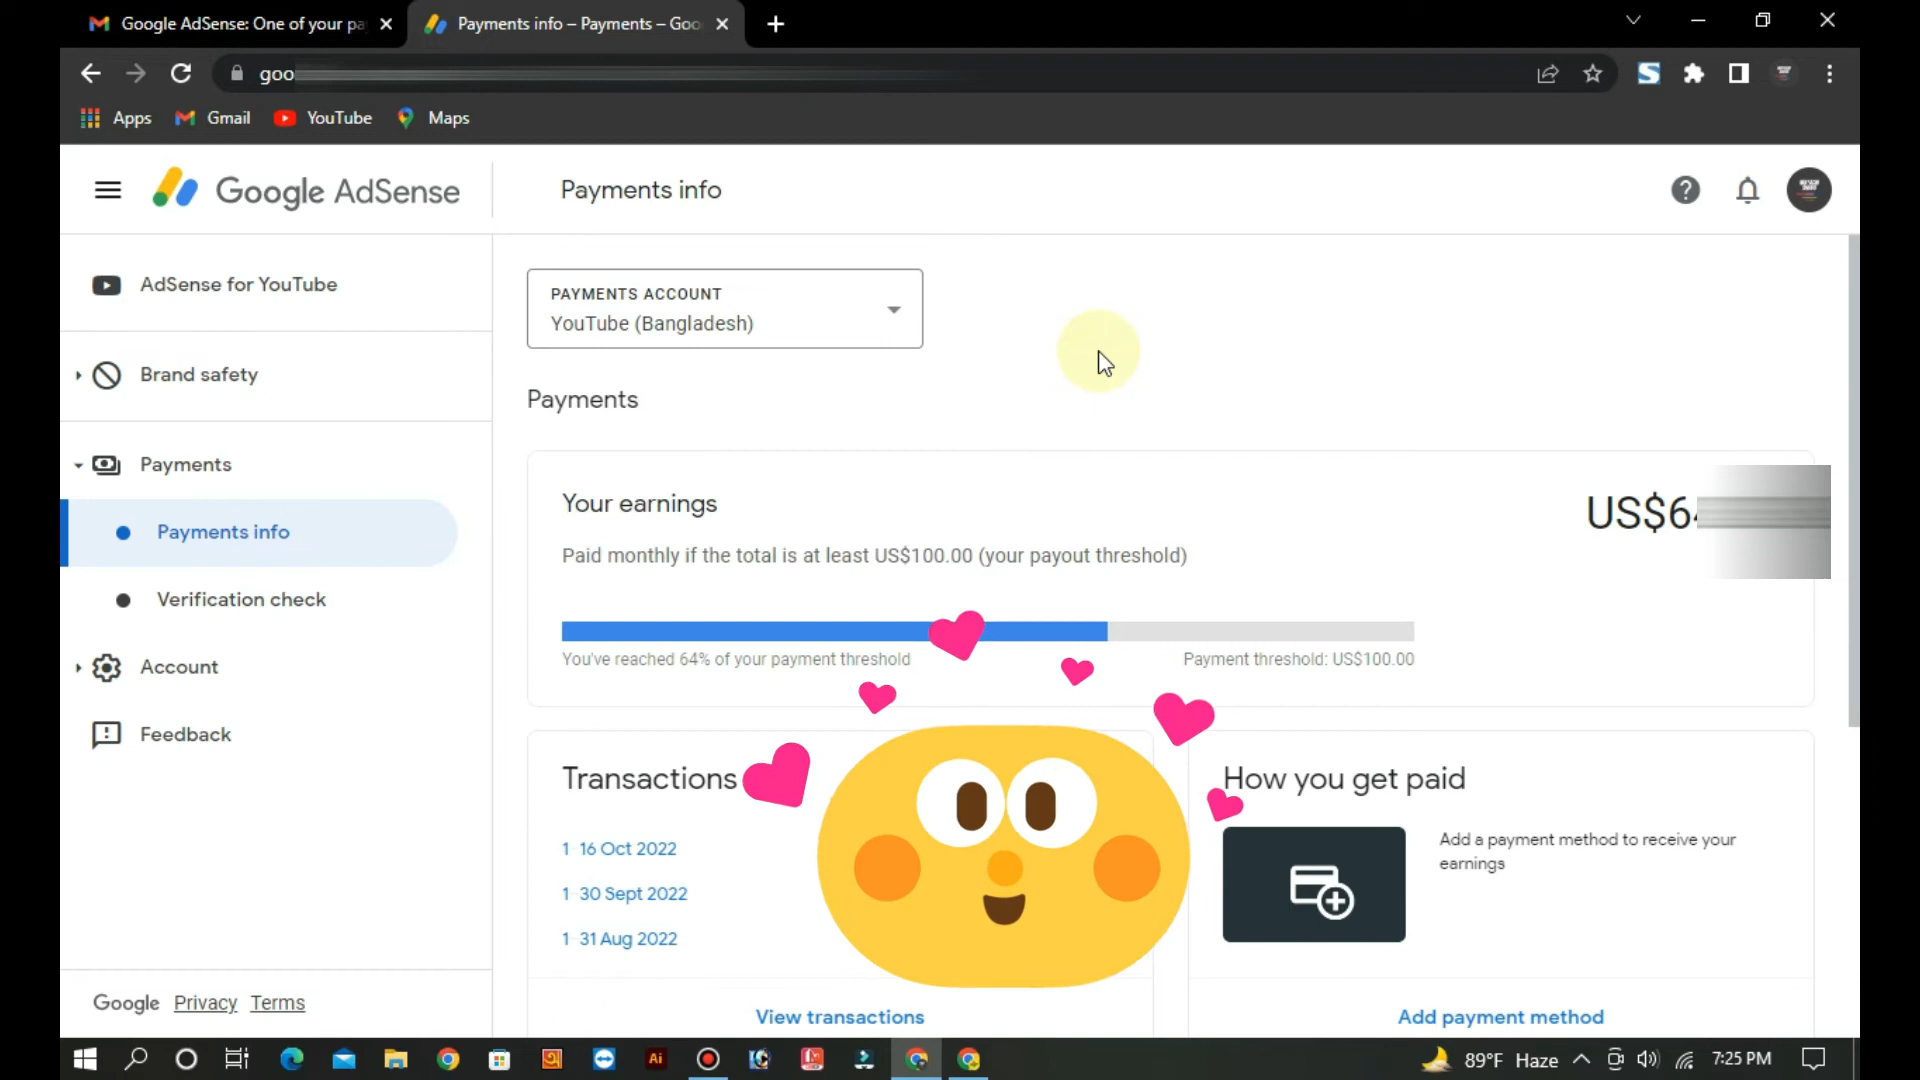 Google AdSense: One of your pa
Payments info – Payments – Goo
goo
Apps
Gmail
YouTube
Maps
Google AdSense
Payments info
AdSense for YouTube
Brand safety
Payments
Payments info
Verification check
Account
Feedback
Google Privacy Terms
PAYMENTS ACCOUNT
YouTube (Bangladesh)
Payments
Your earnings
US$6
Paid monthly if the total is at least US$100.00 (your payout threshold)
You've reached 64% of your payment threshold
Payment threshold: US$100.00
Transactions
1 16 Oct 2022
1 30 Sept 2022
1 31 Aug 2022
View transactions
How you get paid
Add a payment method to receive your
earnings
Add payment method
Ai
89°F Haze
7:25 PM